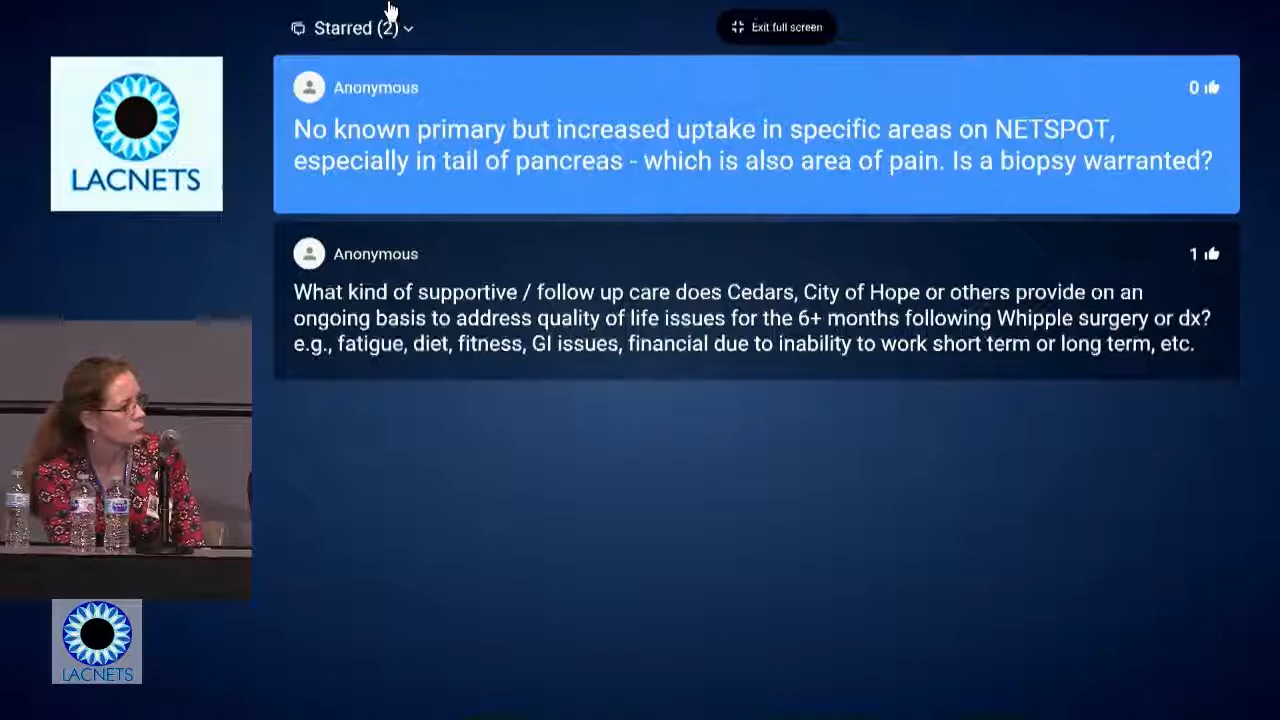 Starred (2)
Exit full screen
LACNETS
Anonymous
0
No known primary but increased uptake in specific areas on NETSPOT,
especially in tail of pancreas - which is also area of pain. Is a biopsy warranted?
Anonymous
1
What kind of supportive / follow up care does Cedars, City of Hope or others provide on an
ongoing basis to address quality of life issues for the 6+ months following Whipple surgery or dx?
e.g., fatigue, diet, fitness, GI issues, financial due to inability to work short term or long term, etc.
LACNETS